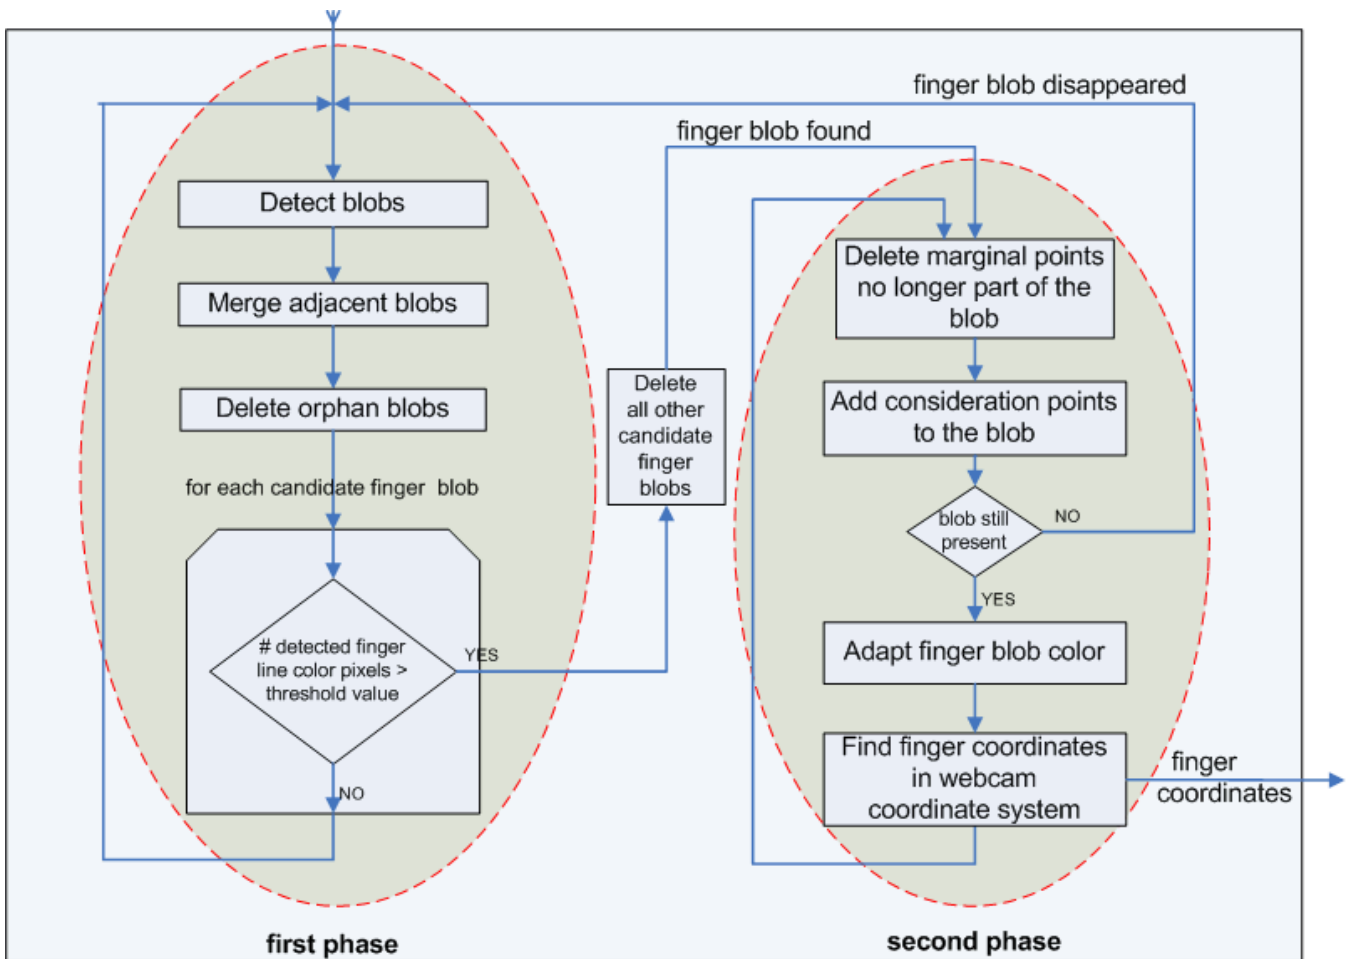 finger blob disappeared
finger blob found
Detect blobs
Merge adjacent blobs
Delete orphan blobs
for each candidate finger blob
# detected finger
line color pixels >
threshold value
YES
NO
first phase
Delete
all other
candidate
finger
blobs
Delete marginal points
no longer part of the
blob
Add consideration points
to the blob
blob still
present
NO
YES
Adapt finger blob color
Find finger coordinates
in webcam
coordinate system
finger
coordinates
second phase